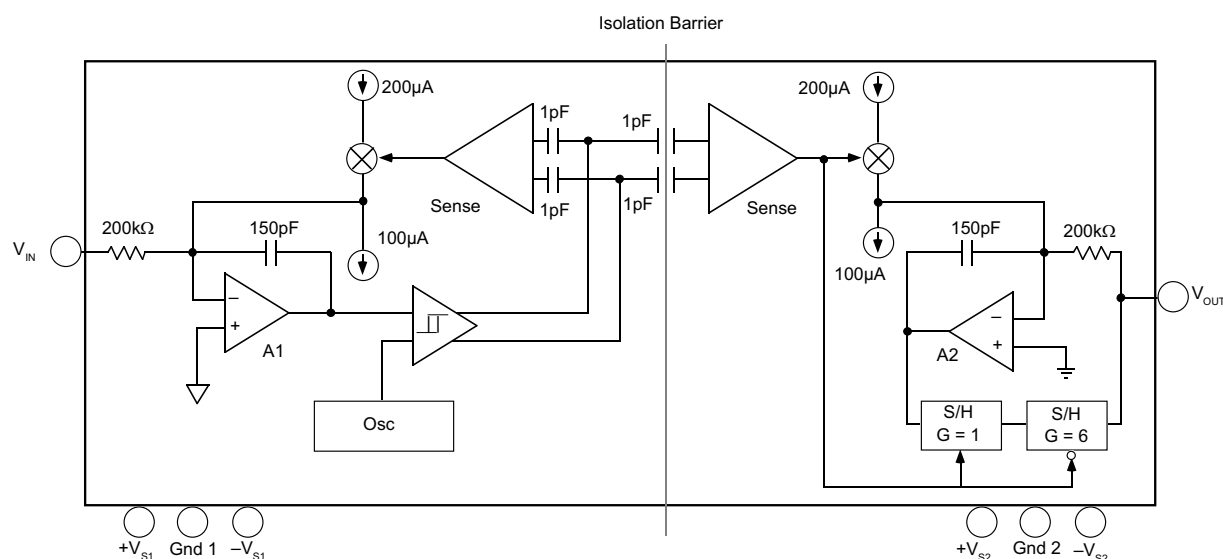 Isolation Barrier
200µA
200µA
1pF
1pF
Sense
1pF
1pF
Sense
200kΩ
150pF
100µA
150pF
200kΩ
100µA
V_IN
V_OUT
–
+
A1
–
+
A2
Osc
S/H
G = 1
S/H
G = 6
+V_S1
Gnd 1
–V_S1
+V_S2
Gnd 2
–V_S2